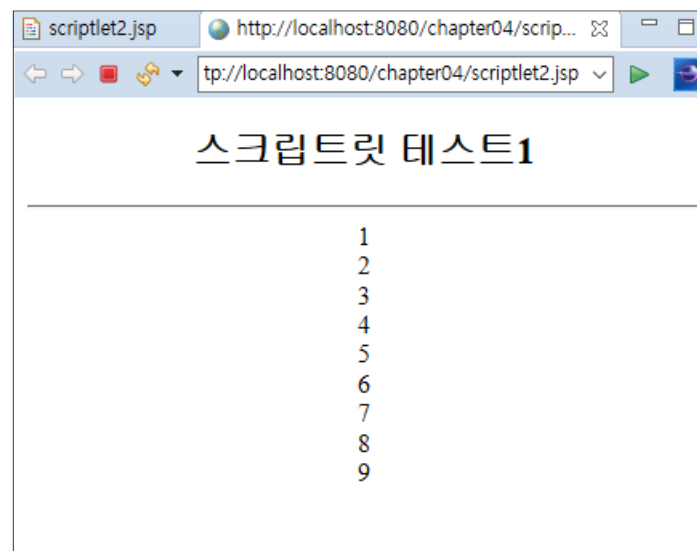 scriptlet2.jsp
http://localhost:8080/chapter04/scrip...
tp://localhost:8080/chapter04/scriptlet2.jsp
스크립트릿 테스트1
1
2
3
4
5
6
7
8
9